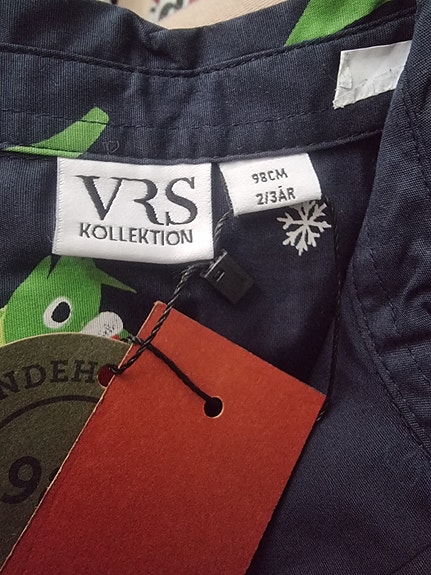 VRS
KOLLEKTION
98CM
2/3ÅR